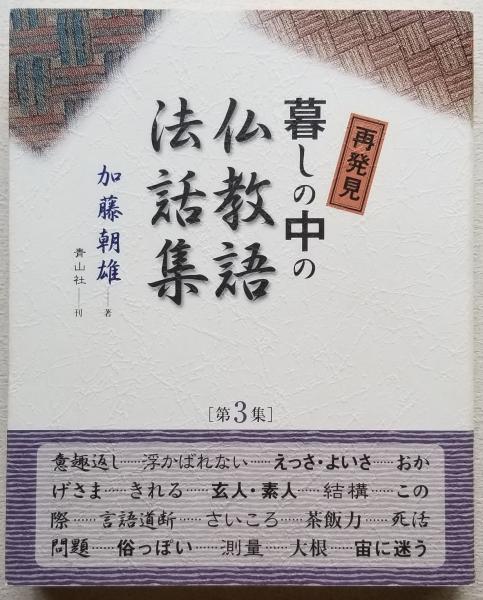 再発見
暮しの中の
仏教語
法話集
加藤朝雄──著
青山社──刊
［第3集］
意趣返し……浮かばれない……えっさ・よいさ……おか
げさま……きれる……玄人・素人……結構……この
際……言語道断……さいころ……茶飯力……死活
問題……俗っぽい……測量……大根……宙に迷う